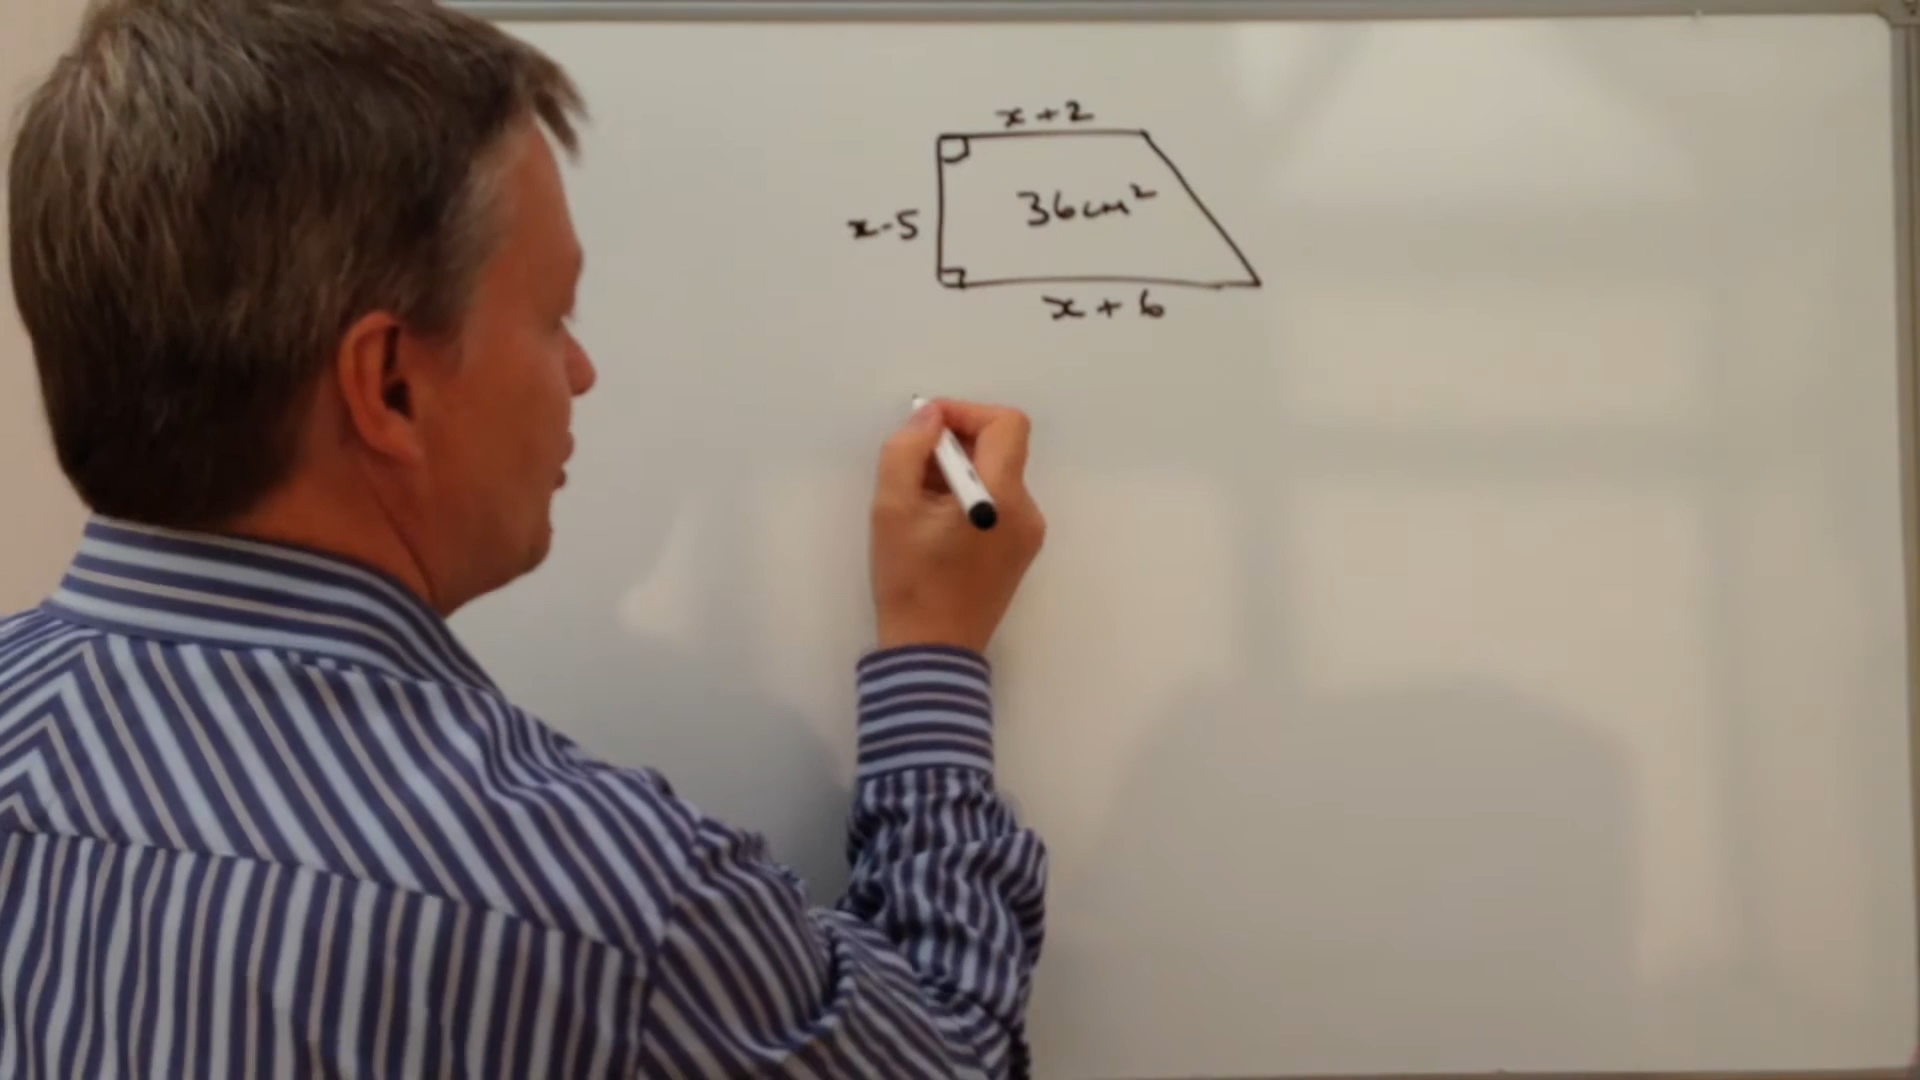 x + 2
36cm²
x - 5
x + 6